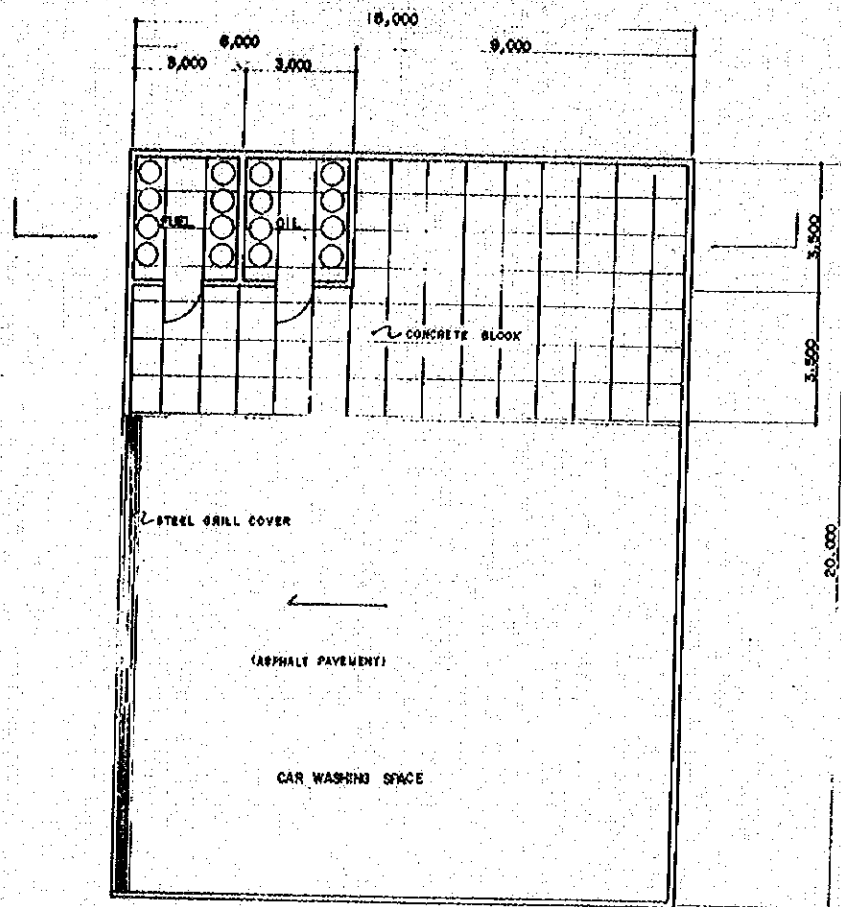 15,000
6,000
9,000
3,000
3,000
FUEL
OIL
3,500
CONCRETE BLOCK
3,500
STEEL GRILL COVER
20,000
(ASPHALT PAVEMENT)
CAR WASHING SPACE